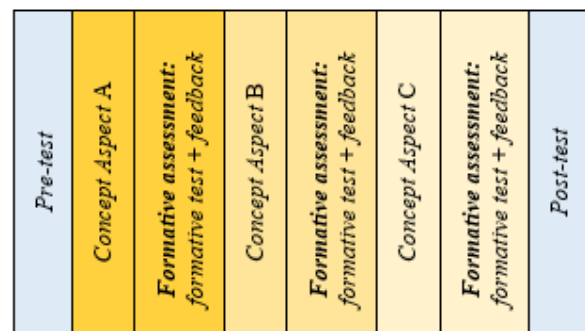 Pre-test
Concept Aspect A
Formative assessment:
formative test + feedback
Concept Aspect B
Formative assessment:
formative test + feedback
Concept Aspect C
Formative assessment:
formative test + feedback
Post-test